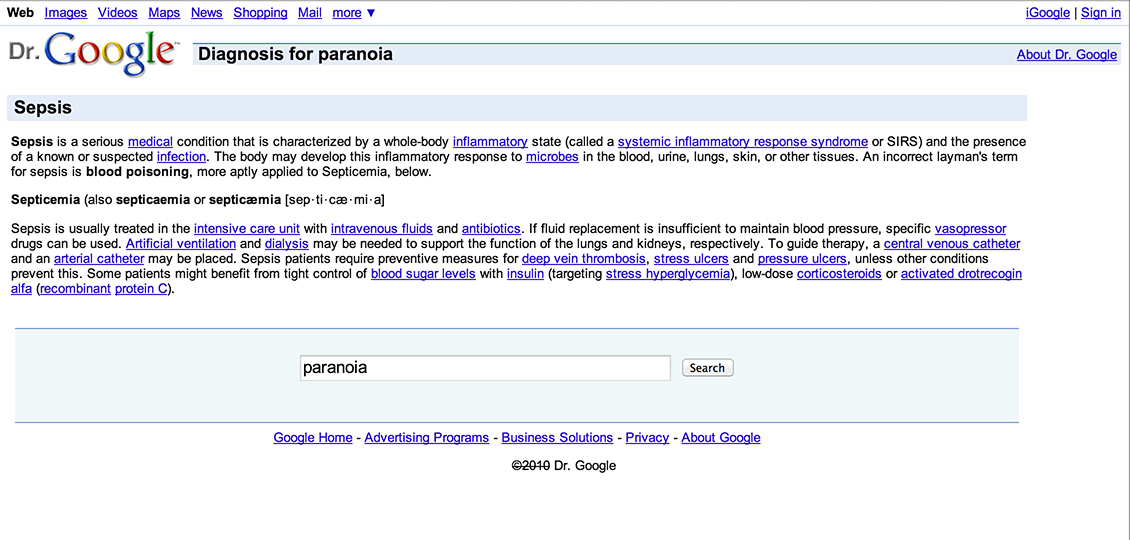 Web Images Videos Maps News Shopping Mail more ▼ iGoogle | Sign in
Dr. Google™ Diagnosis for paranoia About Dr. Google
Sepsis
Sepsis is a serious medical condition that is characterized by a whole-body inflammatory state (called a systemic inflammatory response syndrome or SIRS) and the presence
of a known or suspected infection. The body may develop this inflammatory response to microbes in the blood, urine, lungs, skin, or other tissues. An incorrect layman's term
for sepsis is blood poisoning, more aptly applied to Septicemia, below.
Septicemia (also septicaemia or septicæmia [sep·ti·cæ·mi·a]
Sepsis is usually treated in the intensive care unit with intravenous fluids and antibiotics. If fluid replacement is insufficient to maintain blood pressure, specific vasopressor
drugs can be used. Artificial ventilation and dialysis may be needed to support the function of the lungs and kidneys, respectively. To guide therapy, a central venous catheter
and an arterial catheter may be placed. Sepsis patients require preventive measures for deep vein thrombosis, stress ulcers and pressure ulcers, unless other conditions
prevent this. Some patients might benefit from tight control of blood sugar levels with insulin (targeting stress hyperglycemia), low-dose corticosteroids or activated drotrecogin
alfa (recombinant protein C).
paranoia Search
Google Home - Advertising Programs - Business Solutions - Privacy - About Google
©2010 Dr. Google